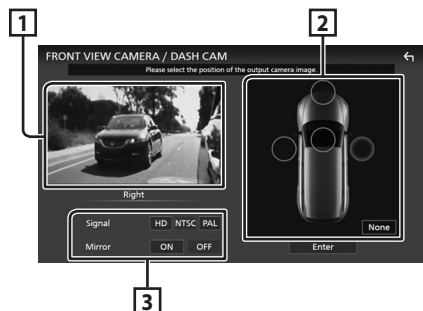 1
2
FRONT VIEW CAMERA / DASH CAM
Please select the position of the output camera image.
Right
Signal HD NTSC PAL
Mirror ON OFF
None
Enter
3